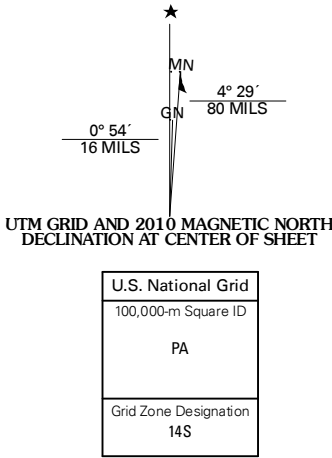 MN
4° 29´
80 MILS
GN
0° 54´
16 MILS
UTM GRID AND 2010 MAGNETIC NORTH
DECLINATION AT CENTER OF SHEET
U.S. National Grid
100,000-m Square ID
PA
Grid Zone Designation
14S